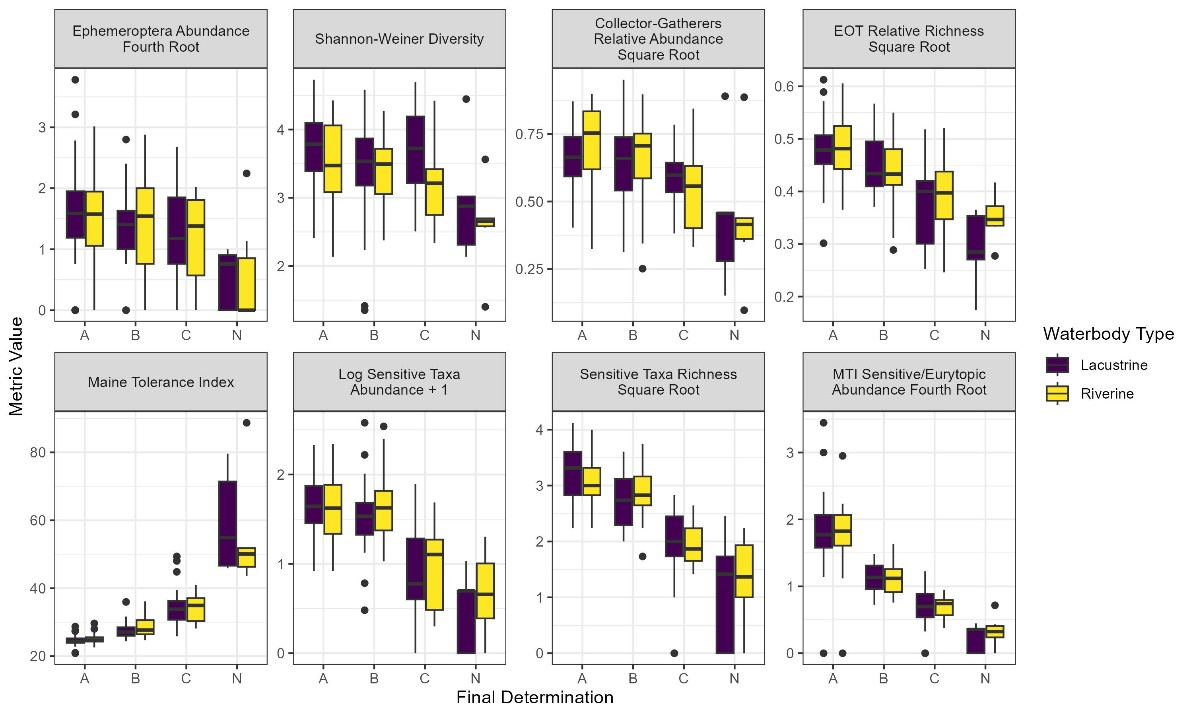 Ephemeroptera Abundance
Fourth Root
Shannon-Weiner Diversity
Collector-Gatherers
Relative Abundance
Square Root
EOT Relative Richness
Square Root
3
2
1
0
4
3
2
0.75
0.50
0.25
0.6
0.5
0.4
0.3
0.2
A B C N
A B C N
A B C N
A B C N
Metric Value
Maine Tolerance Index
Log Sensitive Taxa
Abundance + 1
Sensitive Taxa Richness
Square Root
MTI Sensitive/Eurytopic
Abundance Fourth Root
80
60
40
20
2
1
0
4
3
2
1
0
3
2
1
0
A B C N
A B C N
A B C N
A B C N
Final Determination
Waterbody Type
Lacustrine
Riverine